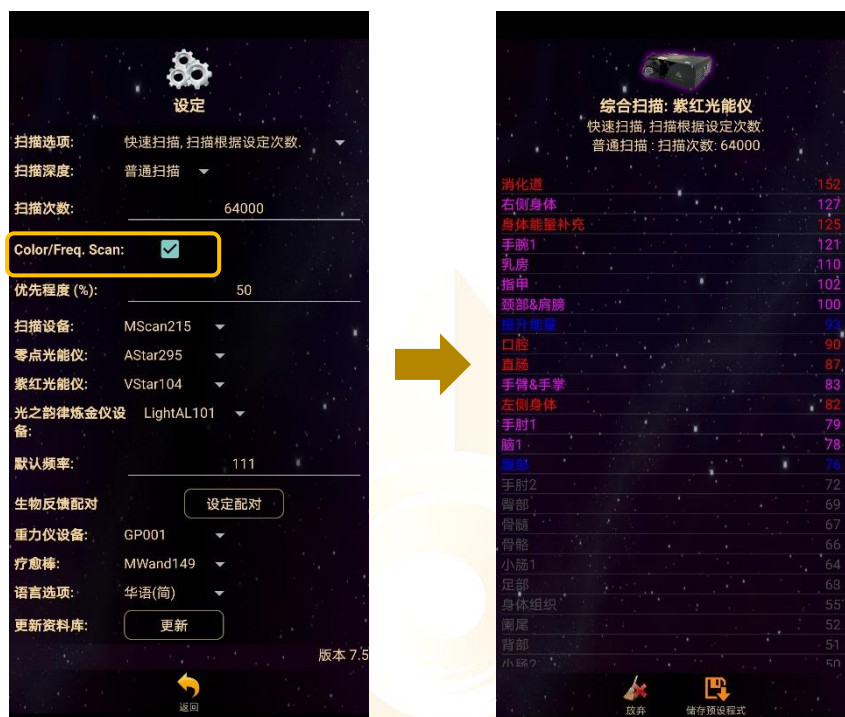 设定
扫描选项: 快速扫描, 扫描根据设定次数.
扫描深度: 普通扫描
扫描次数: 64000
Color/Freq. Scan:
优先程度 (%): 50
扫描设备: MScan215
零点光能仪: AStar295
紫红光能仪: VStar104
光之韵律炼金仪设 LightAL101
备:
默认频率: 111
生物反馈配对 设定配对
重力仪设备: GP001
疗愈棒: MWand149
语言选项: 华语(简)
更新资料库: 更新
版本 7.5
返回
综合扫描: 紫红光能仪
快速扫描, 扫描根据设定次数.
普通扫描 : 扫描次数: 64000
消化道 152
右侧身体 127
身体能量补充 125
手腕1 121
乳房 110
指甲 102
颈部&肩膀 100
提升能量 93
口腔 90
直肠 87
手臂&手掌 83
左侧身体 82
手肘1 79
脑1 78
腹部 76
手肘2 72
臀部 69
骨髓 67
骨骼 66
小肠1 64
足部 63
身体组织 55
阑尾 52
背部 51
小肠2 50
放弃
储存预设程式